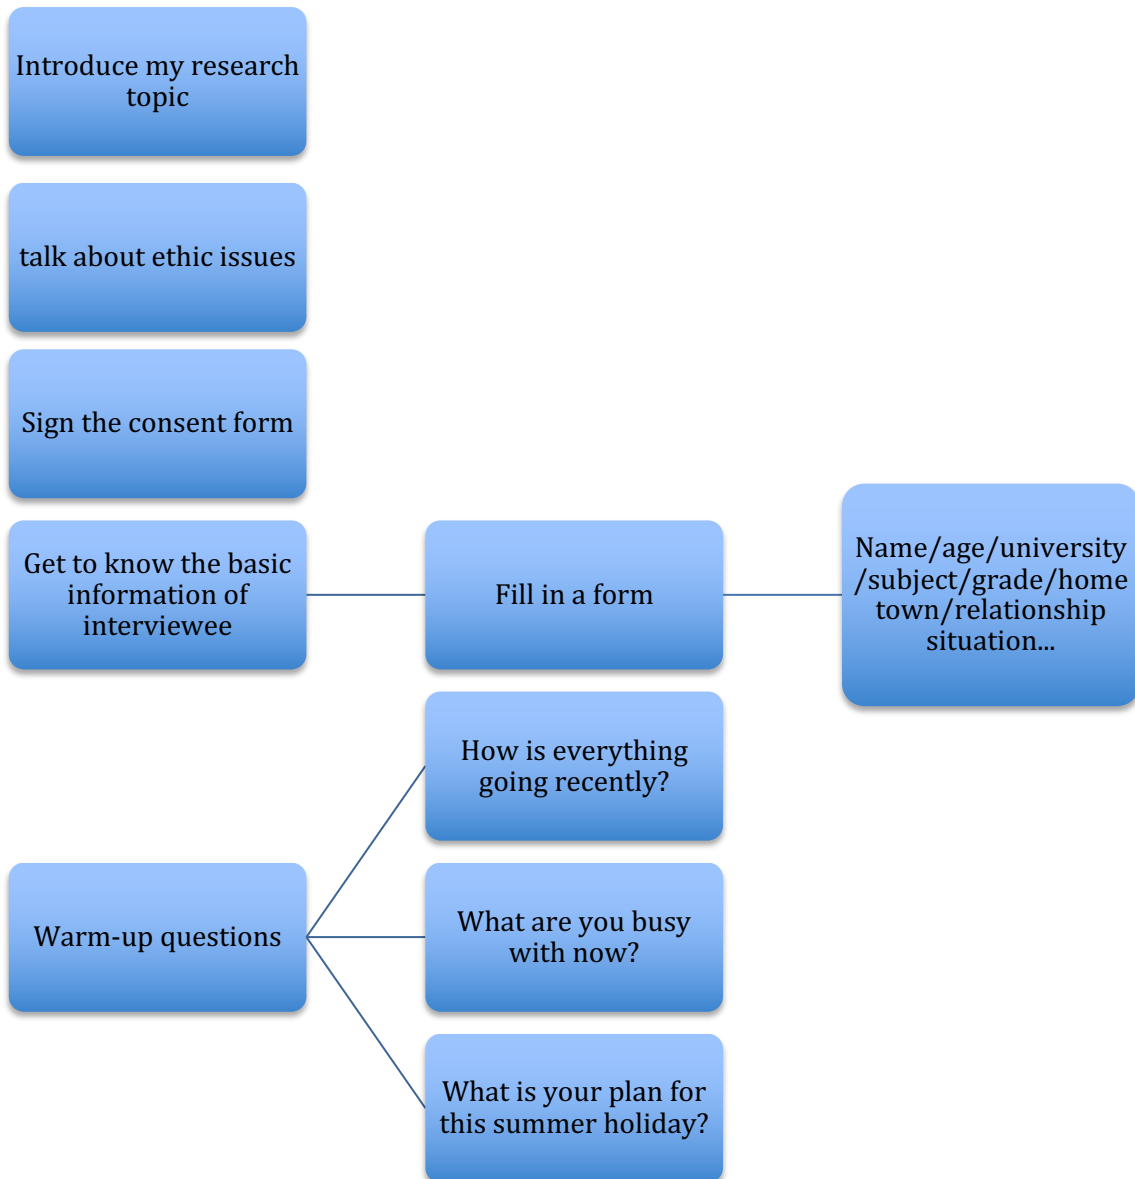 Introduce my research
topic
talk about ethic issues
Sign the consent form
Get to know the basic
information of
interviewee
Fill in a form
Name/age/university
/subject/grade/home
town/relationship
situation...
Warm-up questions
How is everything
going recently?
What are you busy
with now?
What is your plan for
this summer holiday?